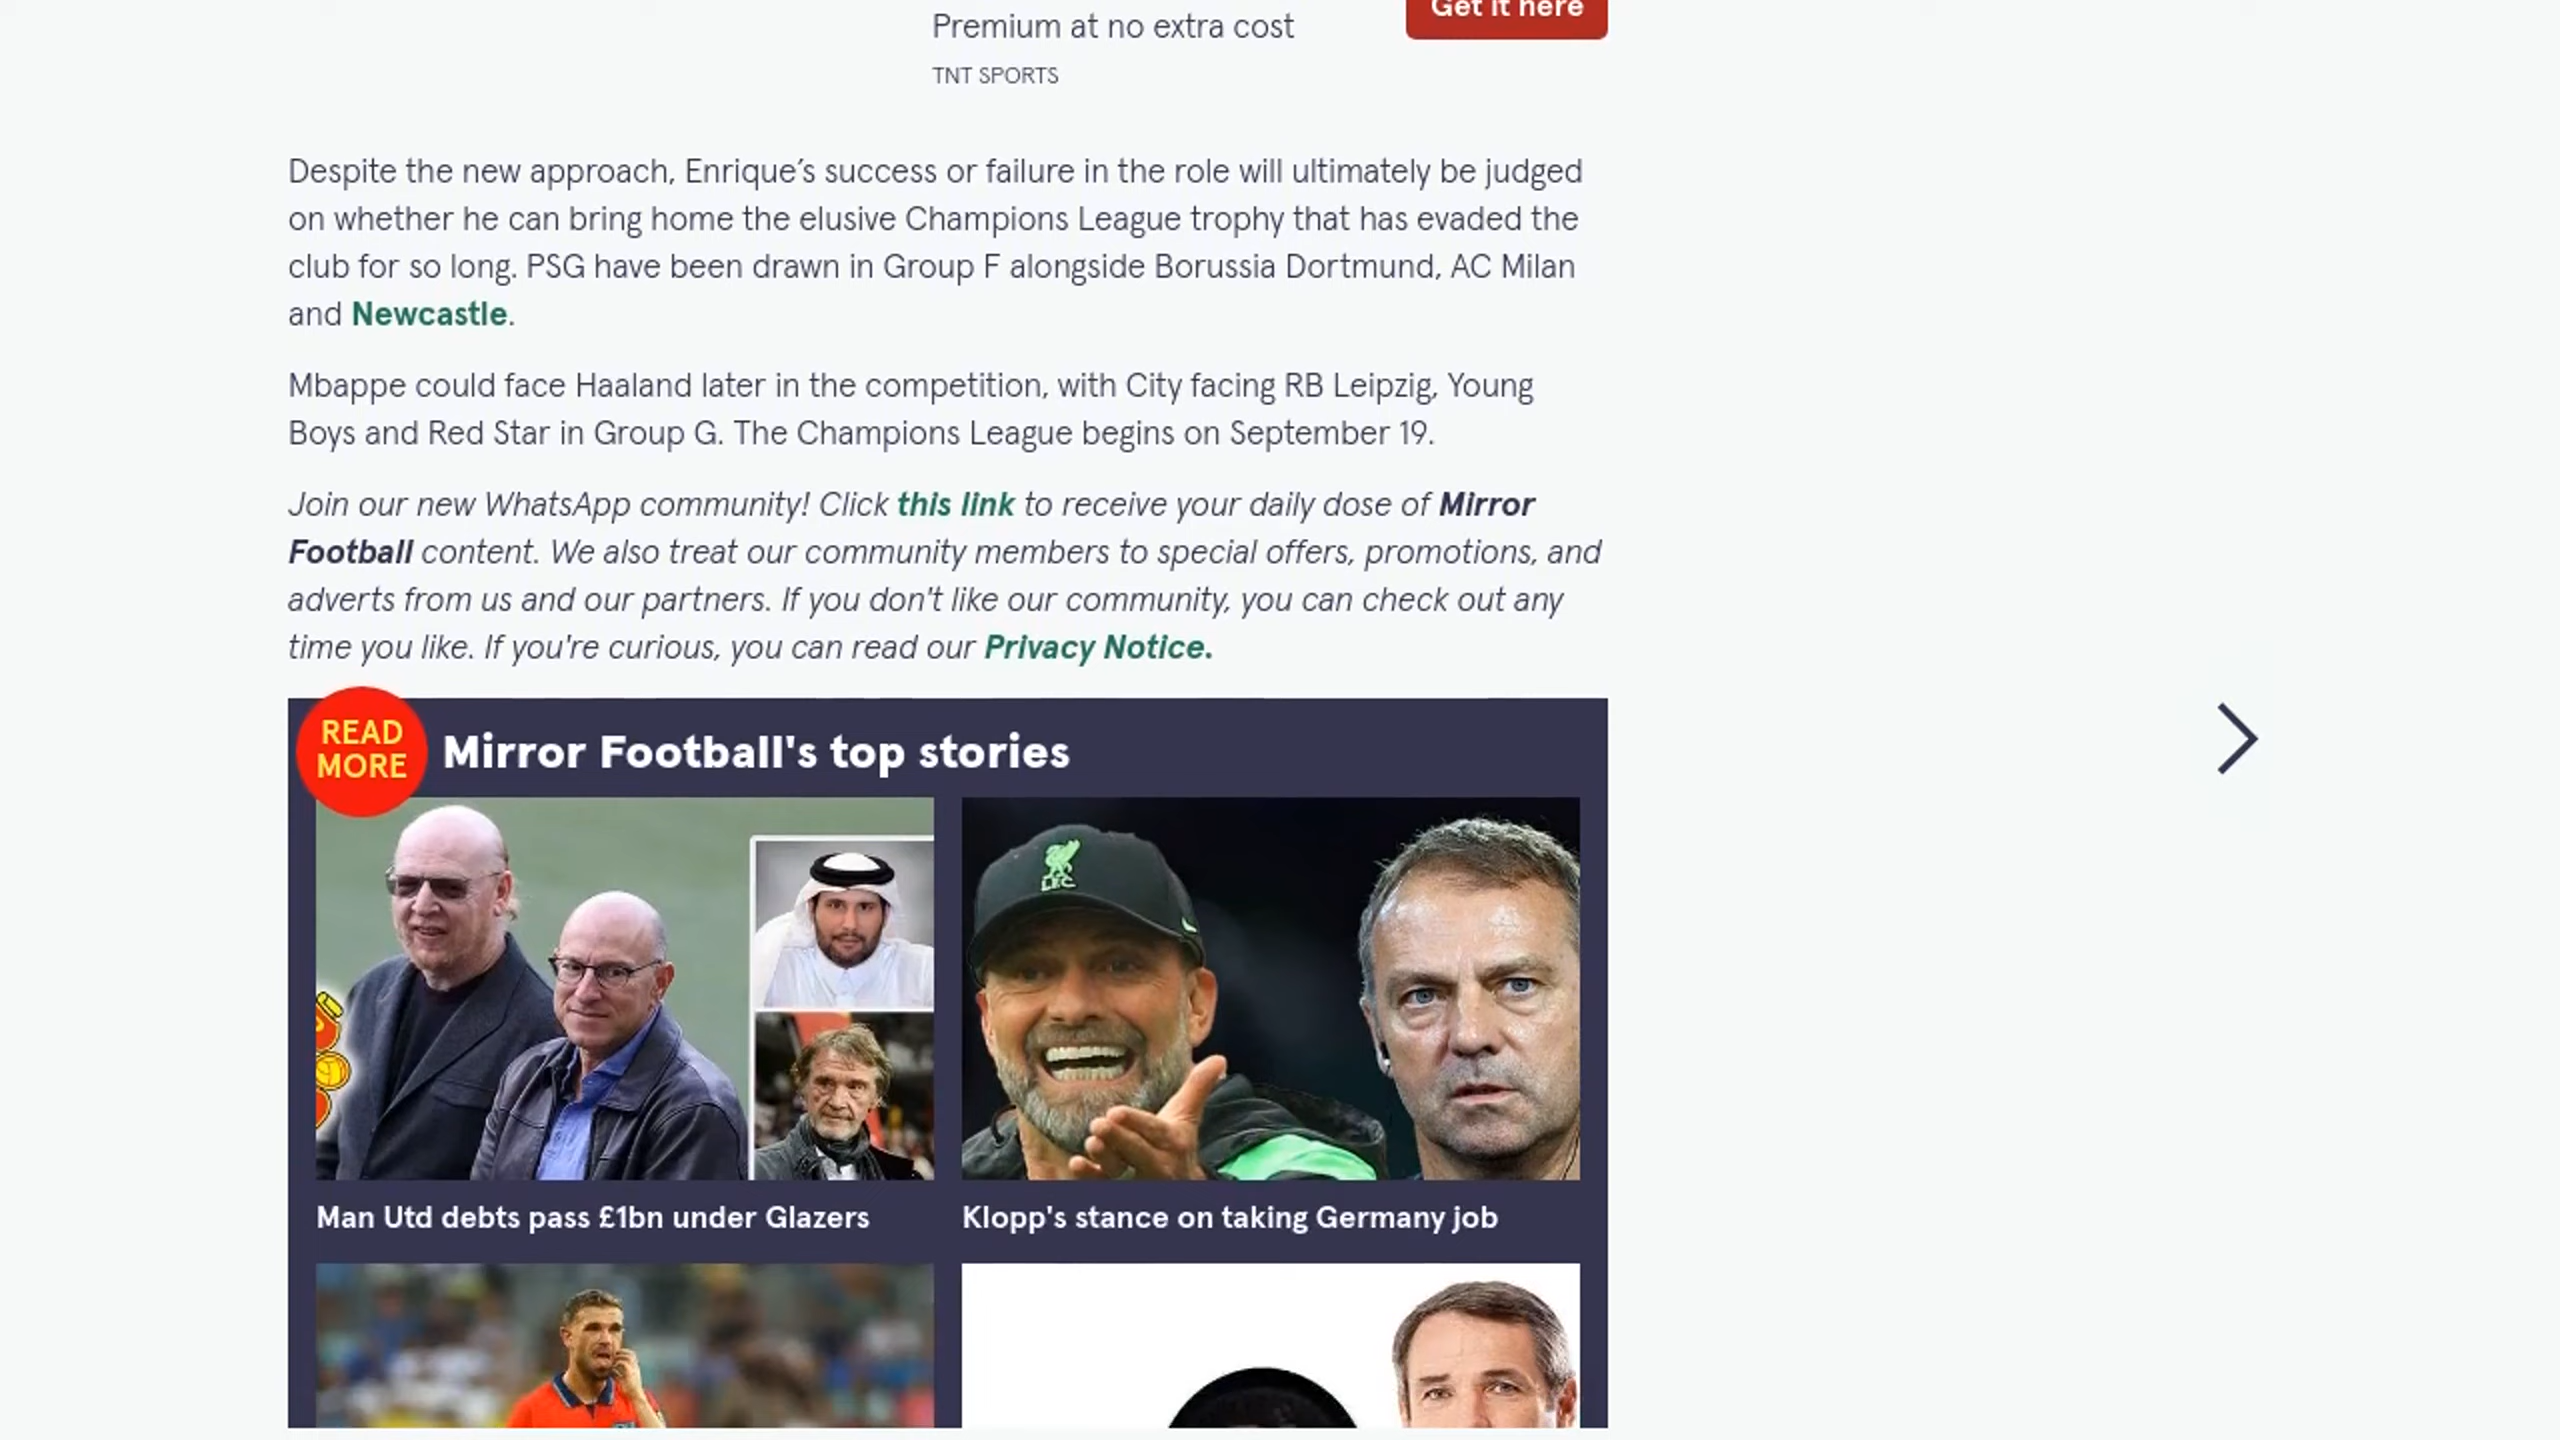 Premium at no extra cost
Get it here
TNT SPORTS
Despite the new approach, Enrique’s success or failure in the role will ultimately be judged
on whether he can bring home the elusive Champions League trophy that has evaded the
club for so long. PSG have been drawn in Group F alongside Borussia Dortmund, AC Milan
and Newcastle.
Mbappe could face Haaland later in the competition, with City facing RB Leipzig, Young
Boys and Red Star in Group G. The Champions League begins on September 19.
Join our new WhatsApp community! Click this link to receive your daily dose of Mirror
Football content. We also treat our community members to special offers, promotions, and
adverts from us and our partners. If you don't like our community, you can check out any
time you like. If you're curious, you can read our Privacy Notice.
READ
MORE
Mirror Football's top stories
L.F.C.
Man Utd debts pass £1bn under Glazers
Klopp's stance on taking Germany job